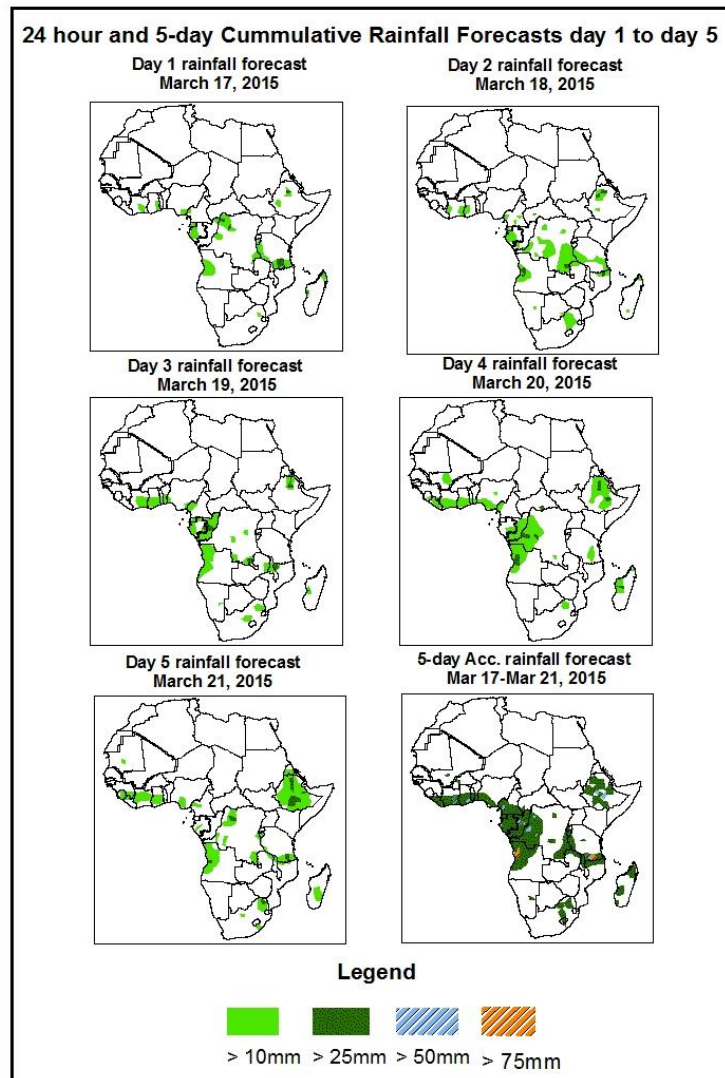 24 hour and 5-day Cummulative Rainfall Forecasts day 1 to day 5
Day 1 rainfall forecast
March 17, 2015
Day 2 rainfall forecast
March 18, 2015
Day 3 rainfall forecast
March 19, 2015
Day 4 rainfall forecast
March 20, 2015
Day 5 rainfall forecast
March 21, 2015
5-day Acc. rainfall forecast
Mar 17-Mar 21, 2015
Legend
> 10mm > 25mm > 50mm > 75mm